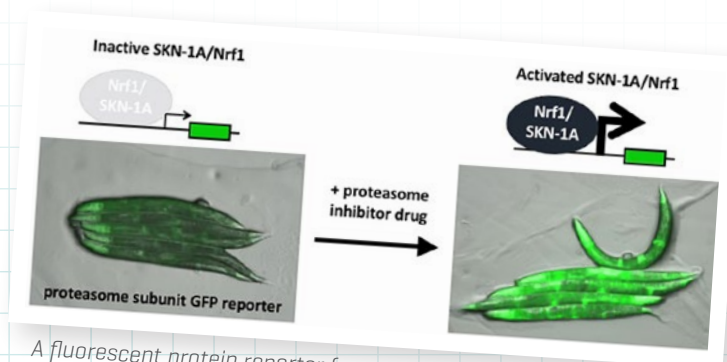 Inactive SKN-1A/Nrf1
Nrf1/
SKN-1A
proteasome subunit GFP reporter
+ proteasome
inhibitor drug
Activated SKN-1A/Nrf1
Nrf1/
SKN-1A
A fluorescent protein reporter